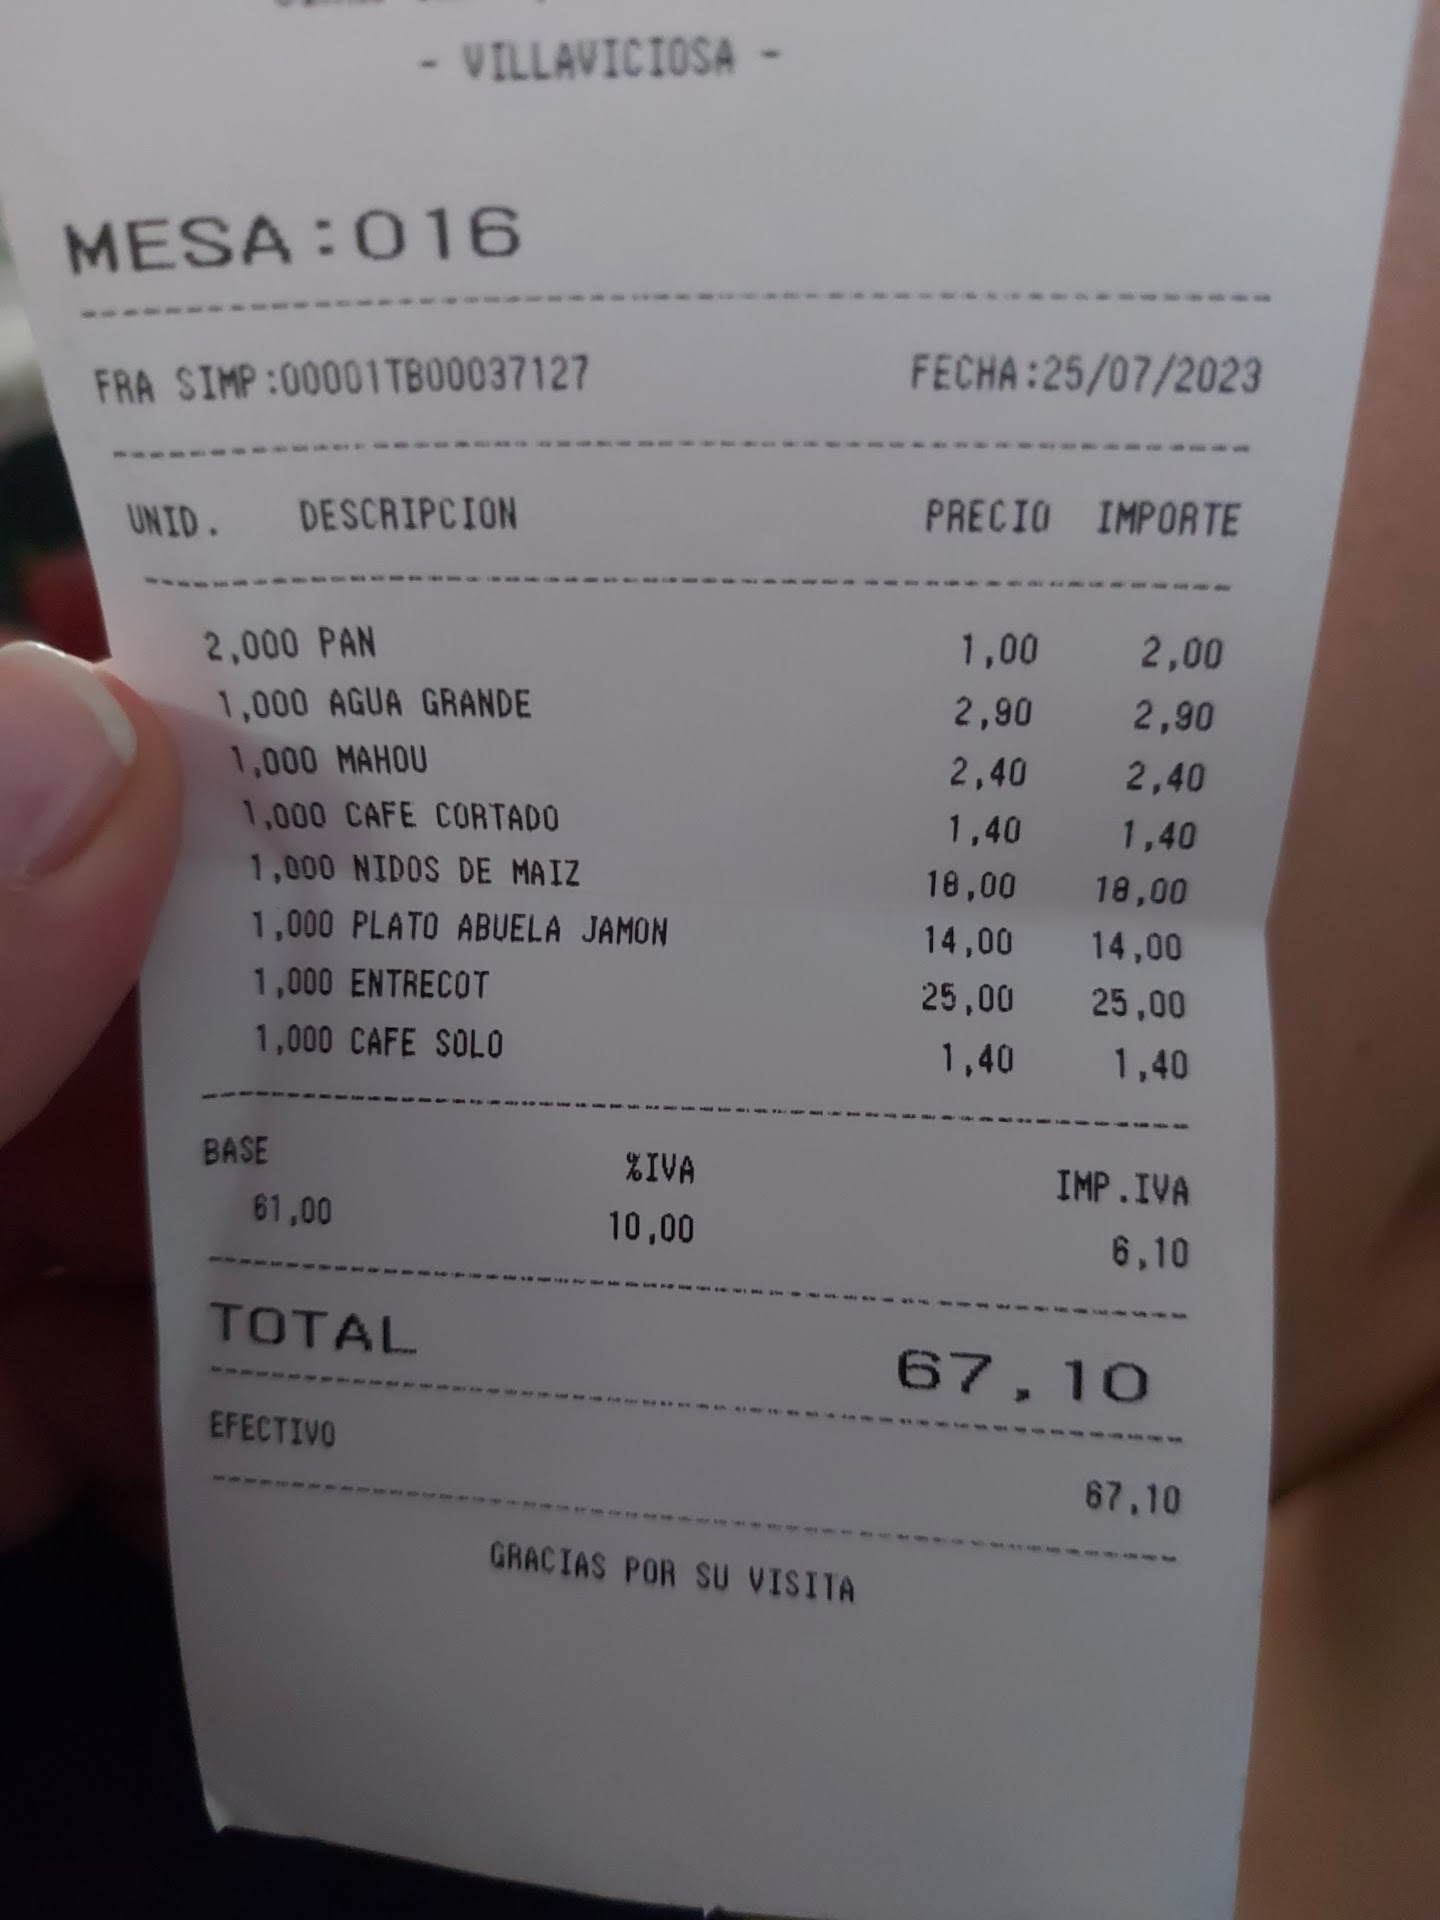 - VILLAVICIOSA -
MESA:016
FRA SIMP:00001TB00037127 FECHA:25/07/2023
UNID. DESCRIPCION PRECIO IMPORTE
2,000 PAN 1,00 2,00
1,000 AGUA GRANDE 2,90 2,90
1,000 MAHOU 2,40 2,40
1,000 CAFE CORTADO 1,40 1,40
1,000 NIDOS DE MAIZ 18,00 18,00
1,000 PLATO ABUELA JAMON 14,00 14,00
1,000 ENTRECOT 25,00 25,00
1,000 CAFE SOLO 1,40 1,40
BASE %IVA IMP.IVA
61,00 10,00 6,10
TOTAL 67,10
EFECTIVO 67,10
GRACIAS POR SU VISITA